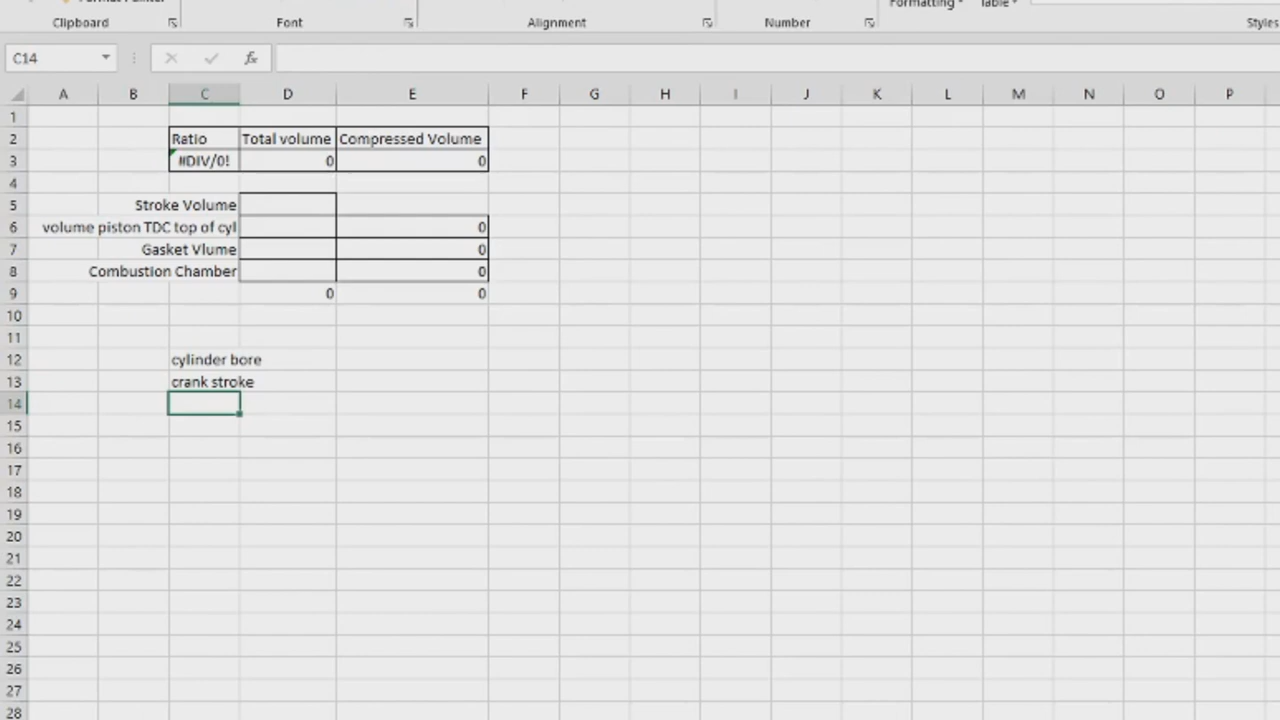 Clipboard Font Alignment Number Styles
C14 fx
A B C D E F G H I J K L M N O P
1
2 Ratio Total volume Compressed Volume
3 #DIV/0! 0 0
4
5 Stroke Volume
6 volume piston TDC top of cyl 0
7 Gasket Vlume 0
8 Combustion Chamber 0
9 0 0
10
11
12 cylinder bore
13 crank stroke
14
15
16
17
18
19
20
21
22
23
24
25
26
27
28